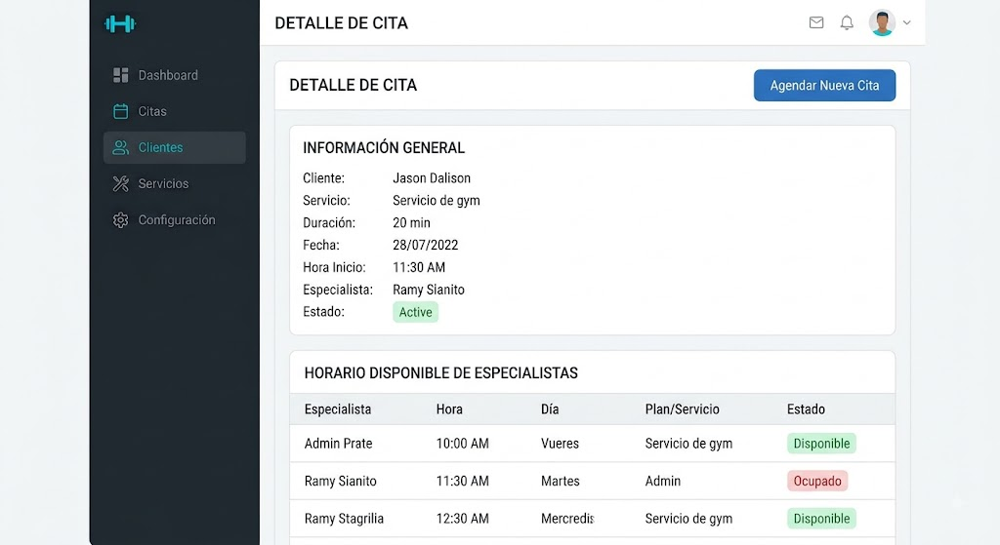 DETALLE DE CITA
Dashboard
Citas
Clientes
Servicios
Configuración
DETALLE DE CITA
Agendar Nueva Cita
INFORMACIÓN GENERAL
Cliente: Jason Dalison
Servicio: Servicio de gym
Duración: 20 min
Fecha: 28/07/2022
Hora Inicio: 11:30 AM
Especialista: Ramy Sianito
Estado: Active
HORARIO DISPONIBLE DE ESPECIALISTAS
Especialista Hora Día Plan/Servicio Estado
Admin Prate 10:00 AM Vueres Servicio de gym Disponible
Ramy Sianito 11:30 AM Martes Admin Ocupado
Ramy Stagrilia 12:30 AM Mercredis Servicio de gym Disponible